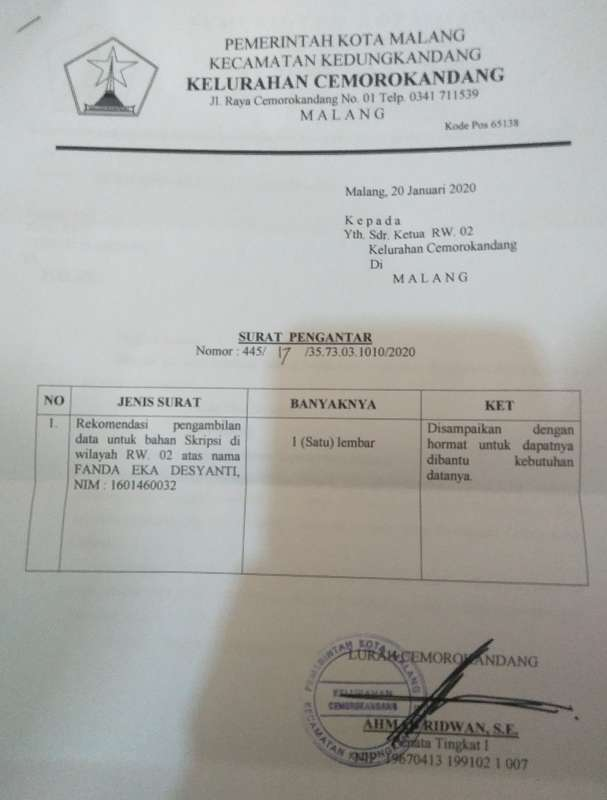 PEMERINTAH KOTA MALANG
KECAMATAN KEDUNGKANDANG
KELURAHAN CEMOROKANDANG
Jl. Raya Cemorokandang No. 01 Telp. 0341 711539
M A L A N G
Kode Pos 65138
Malang, 20 Januari 2020
K e p a d a
Yth. Sdr. Ketua RW. 02
Kelurahan Cemorokandang
Di
M A L A N G
SURAT PENGANTAR
Nomor : 445/ 17 /35.73.03.1010/2020
NO JENIS SURAT BANYAKNYA KET
1. Rekomendasi pengambilan
data untuk bahan Skripsi di
wilayah RW. 02 atas nama
FANDA EKA DESYANTI,
NIM : 1601460032
1 (Satu) lembar
Disampaikan dengan
hormat untuk dapatnya
dibantu kebutuhan
datanya.
LURAH CEMOROKANDANG
PEMERINTAH KOTA MALANG
KELURAHAN
CEMOROKANDANG
KECAMATAN
AHMAD RIDWAN, S.E.
Penata Tingkat I
NIP. 19670413 199102 1 007